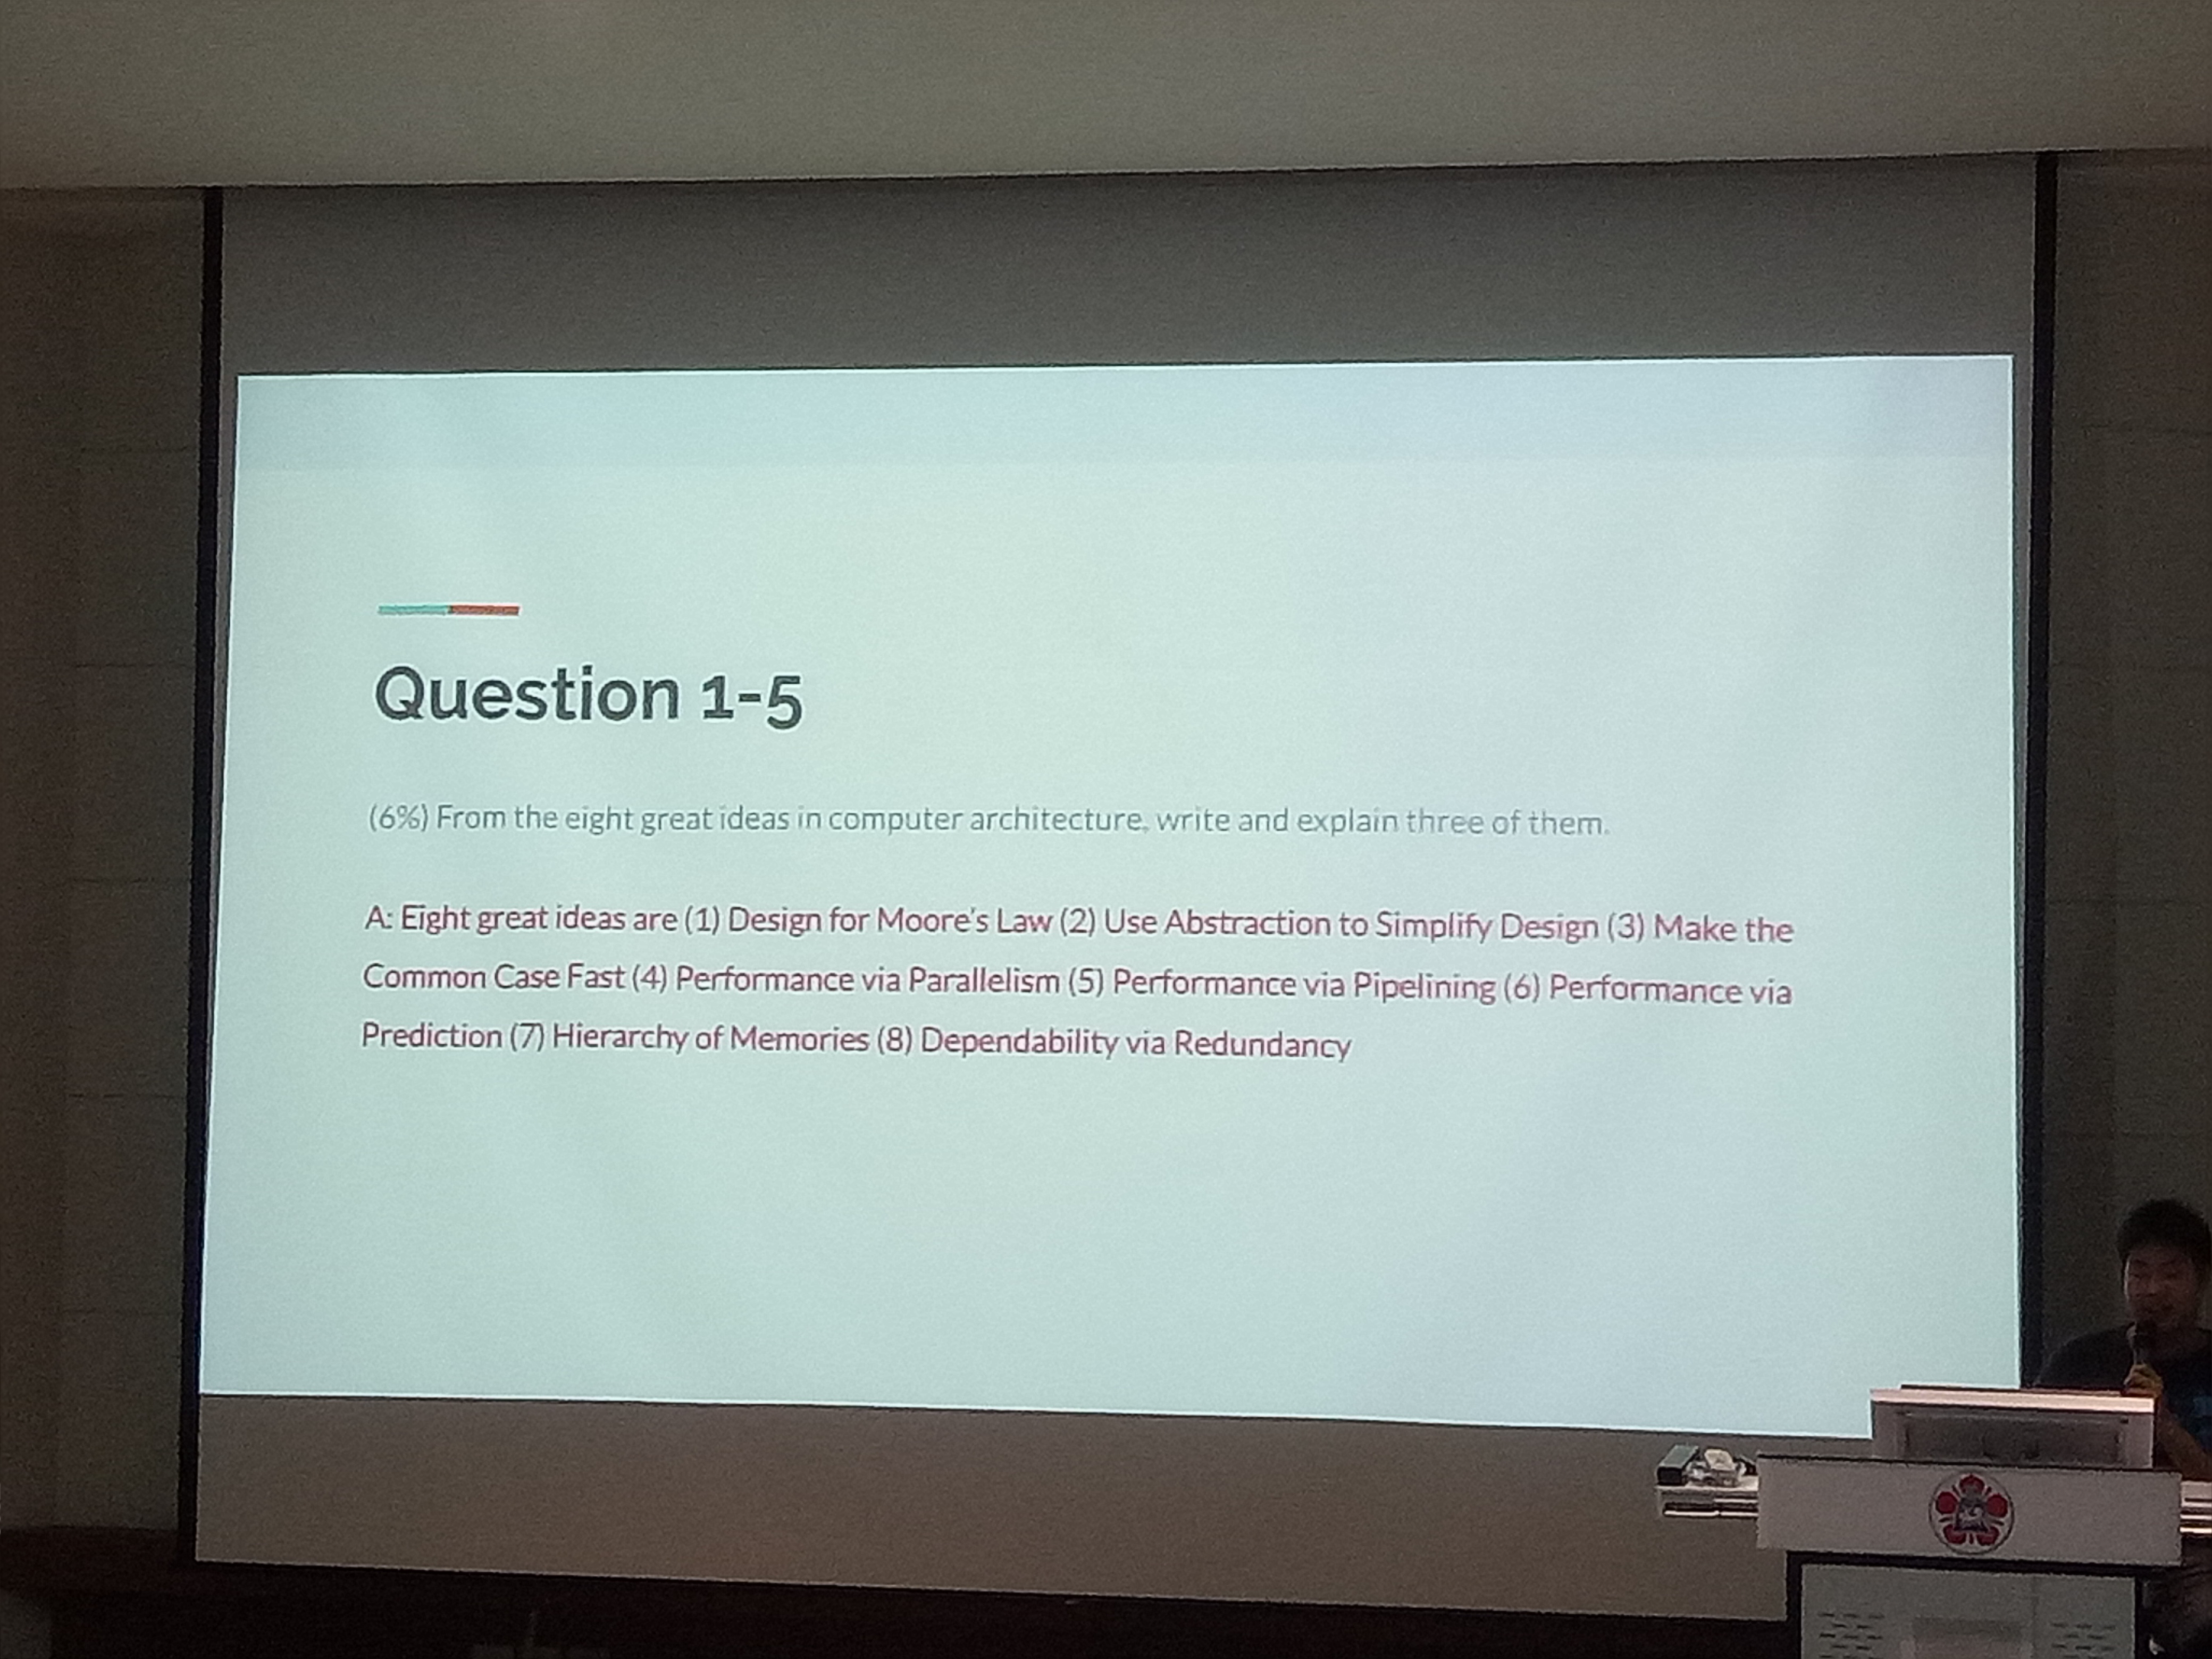 Question 1-5
(6%) From the eight great ideas in computer architecture, write and explain three of them.
A: Eight great ideas are (1) Design for Moore's Law (2) Use Abstraction to Simplify Design (3) Make the
Common Case Fast (4) Performance via Parallelism (5) Performance via Pipelining (6) Performance via
Prediction (7) Hierarchy of Memories (8) Dependability via Redundancy